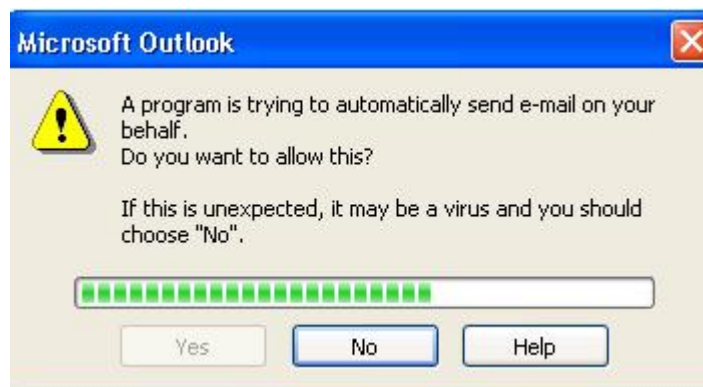 Microsoft Outlook
A program is trying to automatically send e-mail on your
behalf.
Do you want to allow this?
If this is unexpected, it may be a virus and you should
choose "No".
Yes No Help